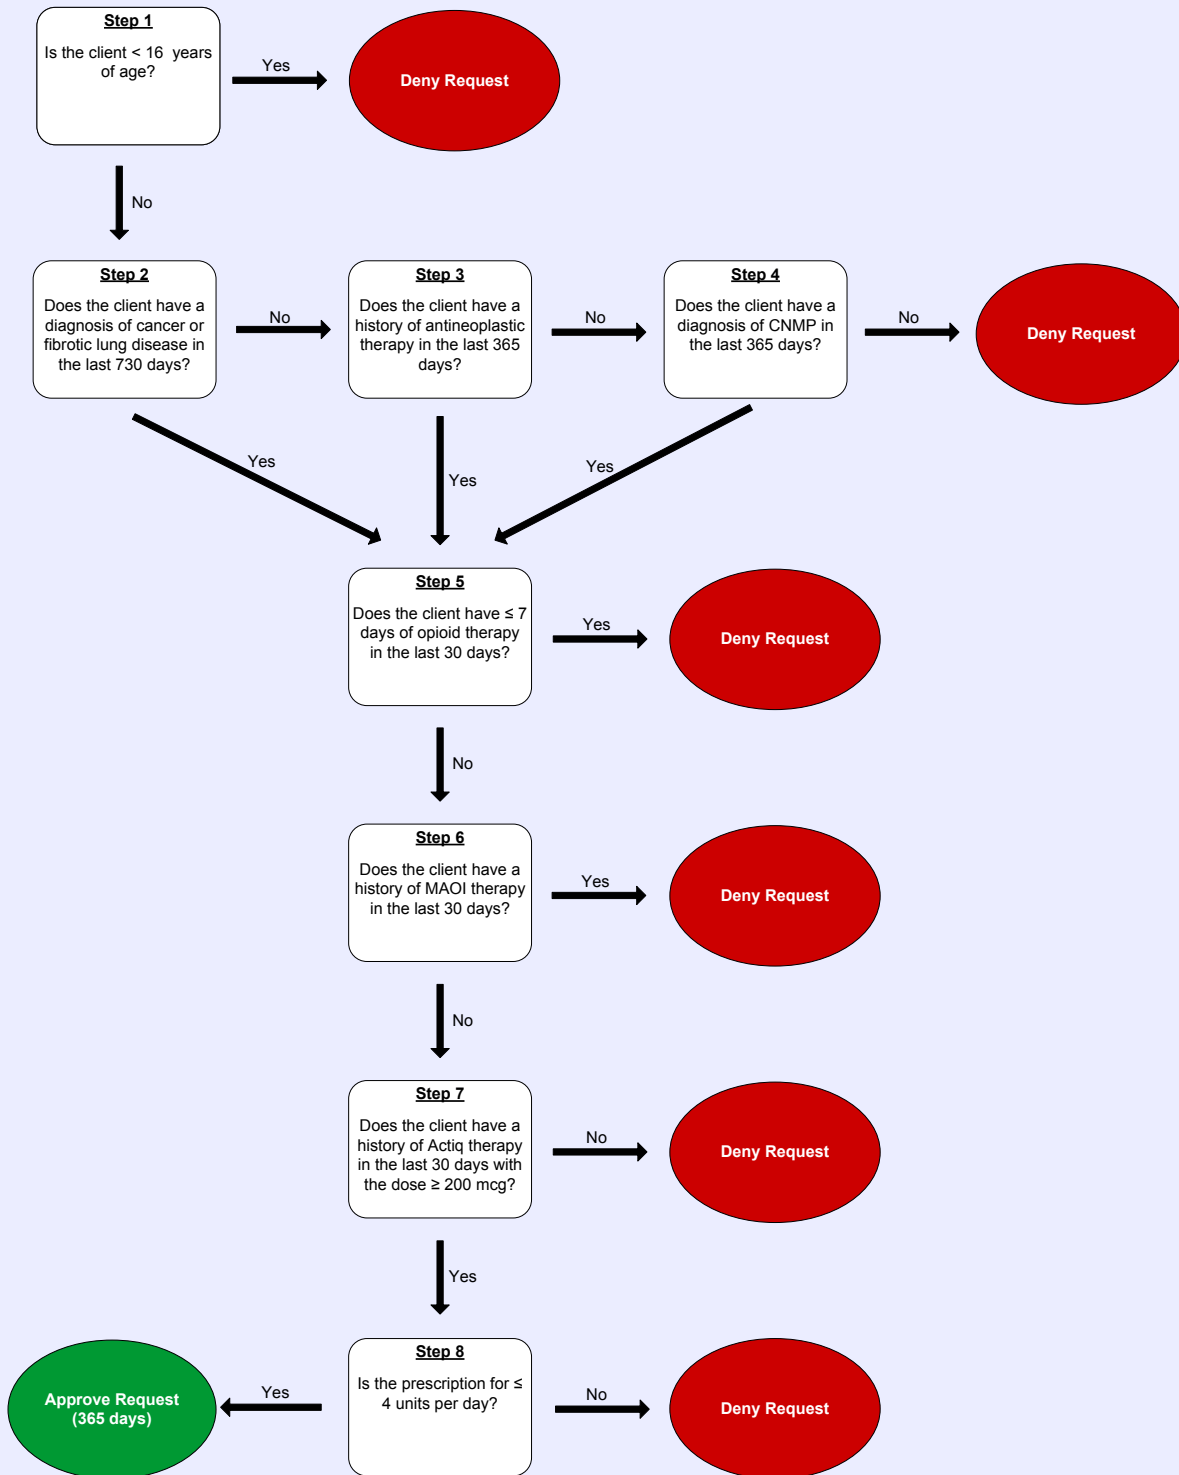 Step 1
Is the client < 16 years
of age?
Yes
Deny Request
No
Step 2
Does the client have a
diagnosis of cancer or
fibrotic lung disease in
the last 730 days?
No
Step 3
Does the client have a
history of antineoplastic
therapy in the last 365
days?
No
Step 4
Does the client have a
diagnosis of CNMP in
the last 365 days?
No
Deny Request
Yes
Yes
Yes
Step 5
Does the client have ≤ 7
days of opioid therapy
in the last 30 days?
Yes
Deny Request
No
Step 6
Does the client have a
history of MAOI therapy
in the last 30 days?
Yes
Deny Request
No
Step 7
Does the client have a
history of Actiq therapy
in the last 30 days with
the dose ≥ 200 mcg?
No
Deny Request
Yes
Step 8
Is the prescription for ≤
4 units per day?
Yes
Approve Request
(365 days)
No
Deny Request